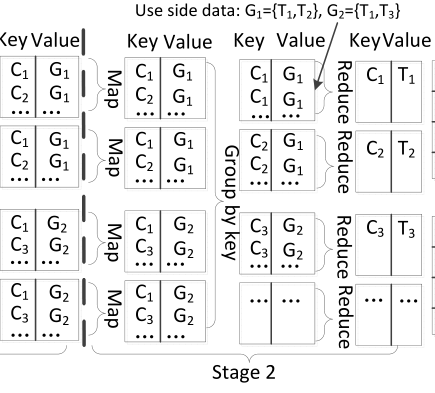 Use side data: G1={T1,T2}, G2={T1,T3}
Key Value
Key Value
Key Value
Key Value
C1 G1
C2 G1
... ...
C1 G1
C2 G1
... ...
C1 G2
C3 G2
... ...
C1 G2
C3 G2
... ...
Map
Map
Map
Map
C1 G1
C2 G1
... ...
C1 G1
C2 G1
... ...
C1 G2
C3 G2
... ...
C1 G2
C3 G2
... ...
Group by key
C1 G1
C1 G1
... ...
C2 G1
C2 G1
... ...
C3 G2
C3 G2
... ...
... ...
Reduce
Reduce
Reduce
Reduce
C1 T1
C2 T2
C3 T3
... ...
Stage 2